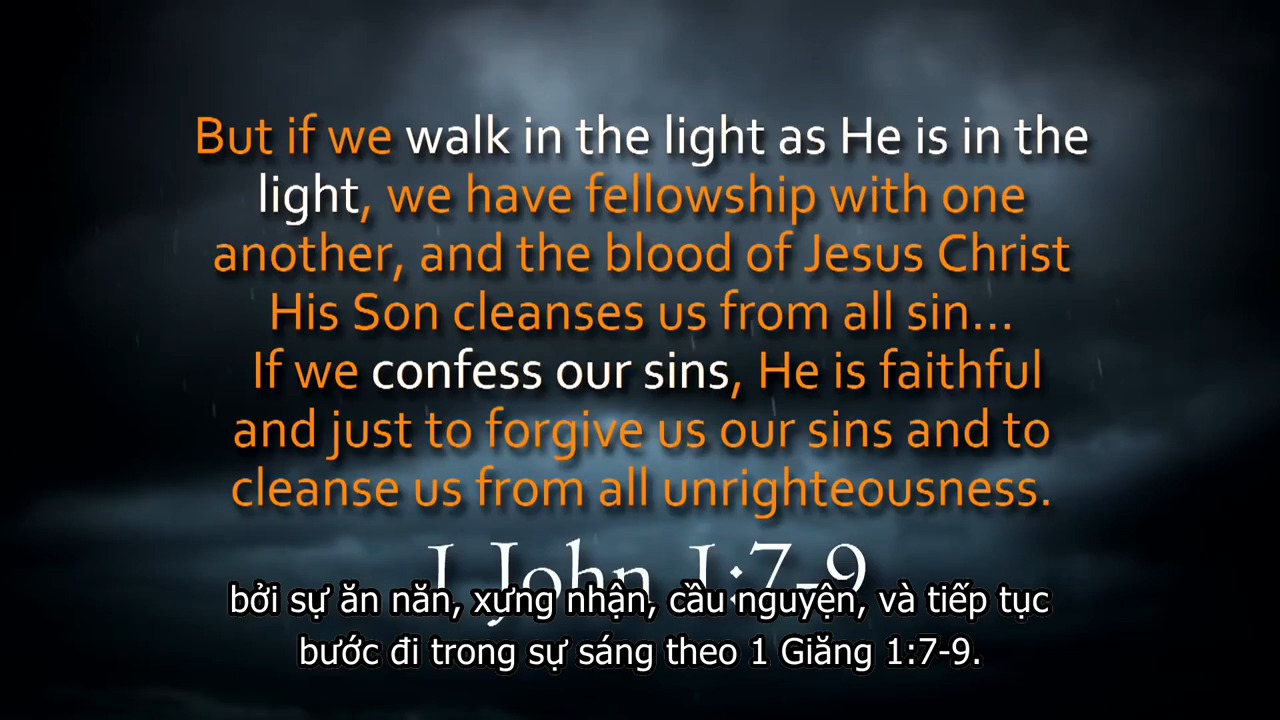 But if we walk in the light as He is in the
light, we have fellowship with one
another, and the blood of Jesus Christ
His Son cleanses us from all sin...
If we confess our sins, He is faithful
and just to forgive us our sins and to
cleanse us from all unrighteousness.
I John 1:7-9
bởi sự ăn năn, xưng nhận, cầu nguyện, và tiếp tục
bước đi trong sự sáng theo 1 Giăng 1:7-9.